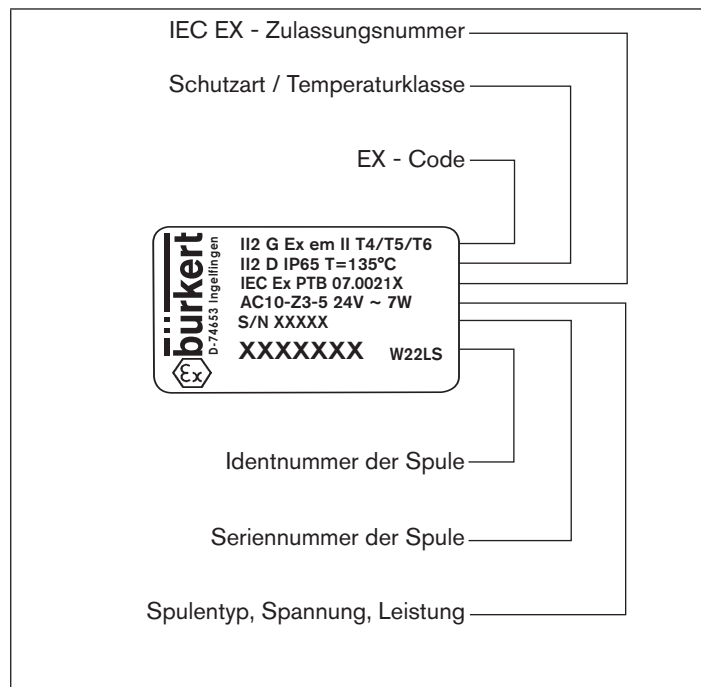 IEC EX - Zulassungsnummer
Schutzart / Temperaturklasse
EX - Code
bürkert
D-74653 Ingelfingen
Ex
II2 G Ex em II T4/T5/T6
II2 D IP65 T=135°C
IEC Ex PTB 07.0021X
AC10-Z3-5 24V ~ 7W
S/N XXXXX
XXXXXXX W22LS
Identnummer der Spule
Seriennummer der Spule
Spulentyp, Spannung, Leistung